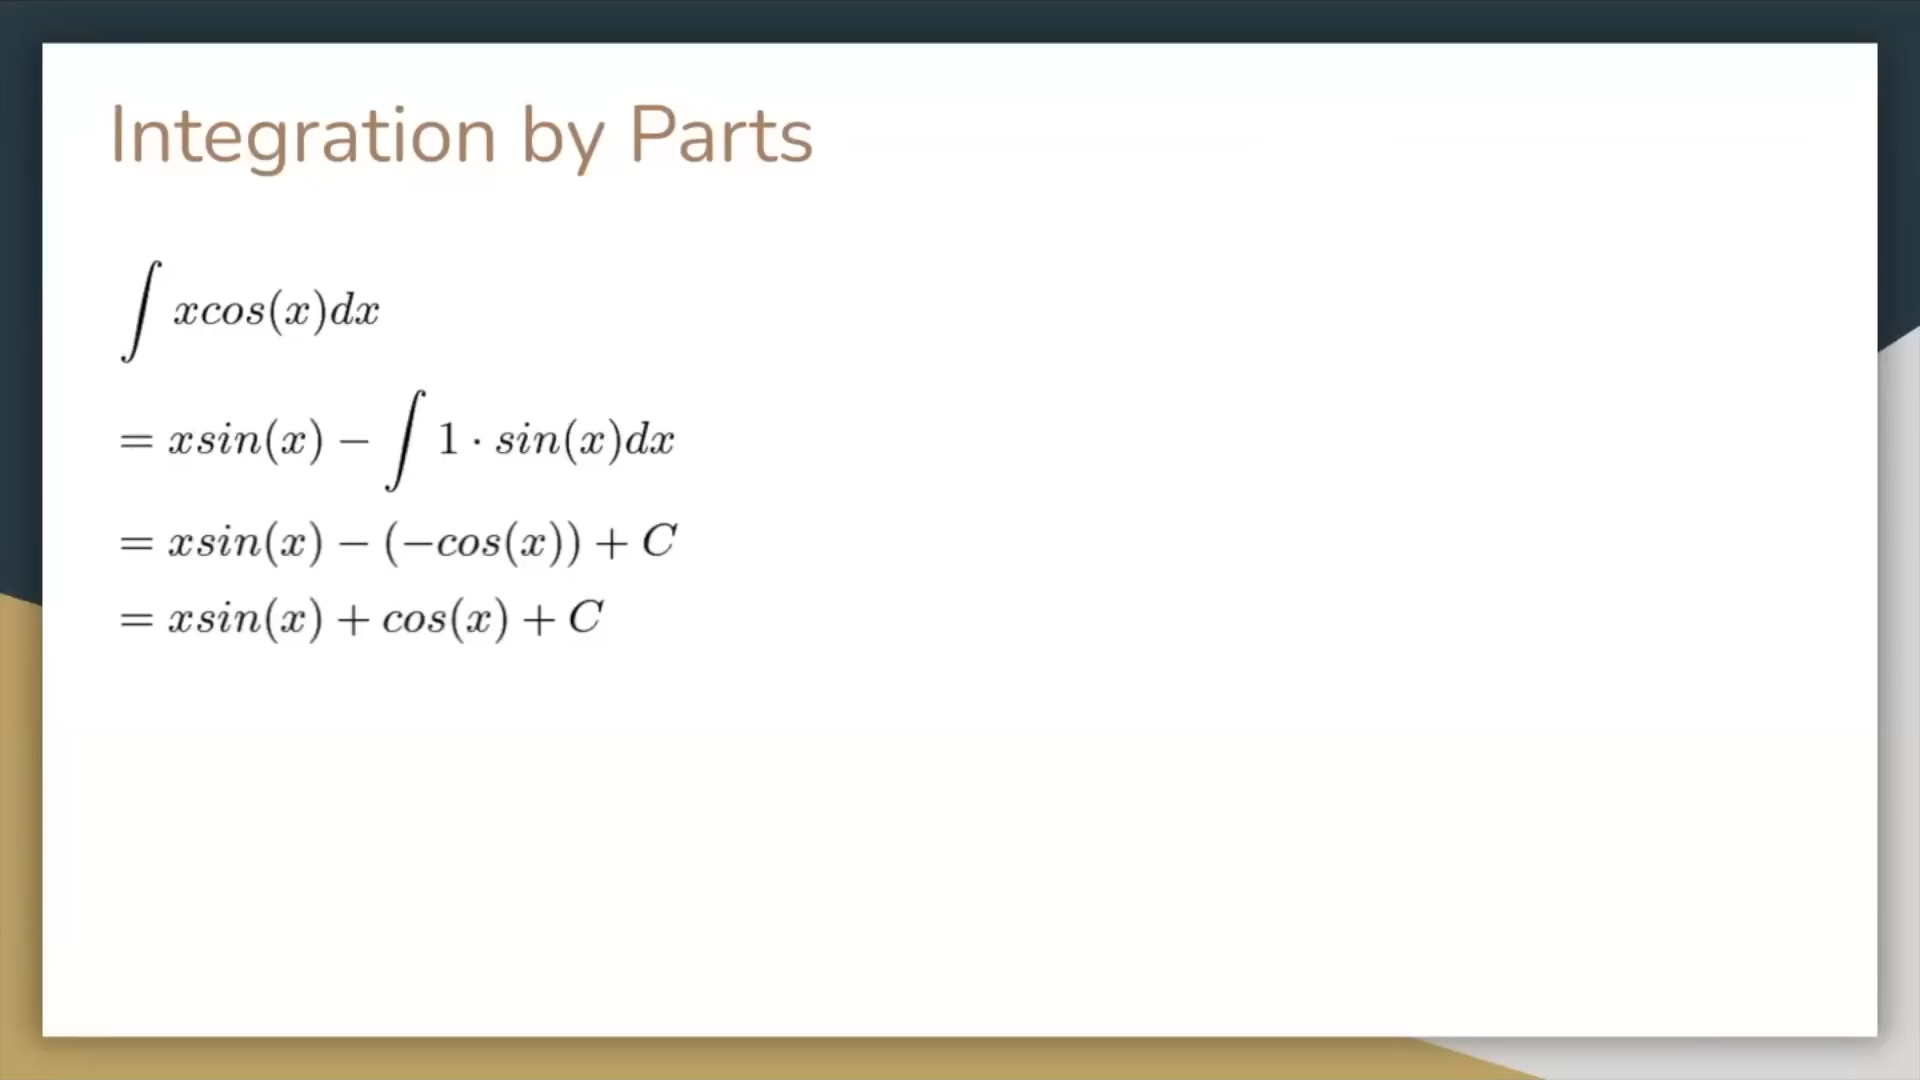 Integration by Parts
∫ xcos(x)dx
= xsin(x) − ∫ 1 · sin(x)dx
= xsin(x) − (−cos(x)) + C
= xsin(x) + cos(x) + C